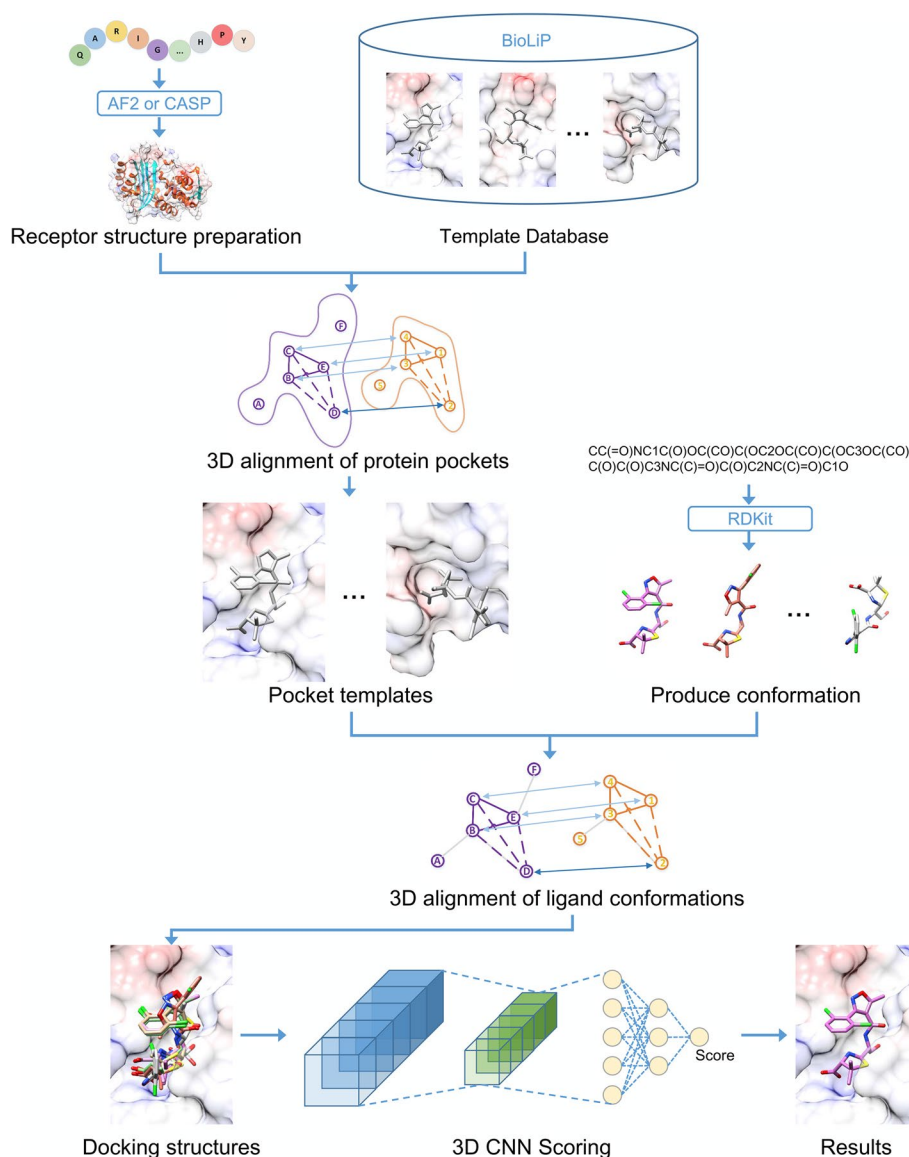 Q A R I G ... H P Y
AF2 or CASP
Receptor structure preparation
BioLiP
...
Template Database
F
C
E
B
A
D
4
1
3
5
2
3D alignment of protein pockets
CC(=O)NC1C(O)OC(CO)C(OC2OC(CO)C(OC3OC(CO)
C(O)C(O)C3NC(C)=O)C(O)C2NC(C)=O)C1O
RDKit
...
Pocket templates
...
Produce conformation
F
C
E
B
A
D
4
1
3
5
2
3D alignment of ligand conformations
Score
Docking structures
3D CNN Scoring
Results